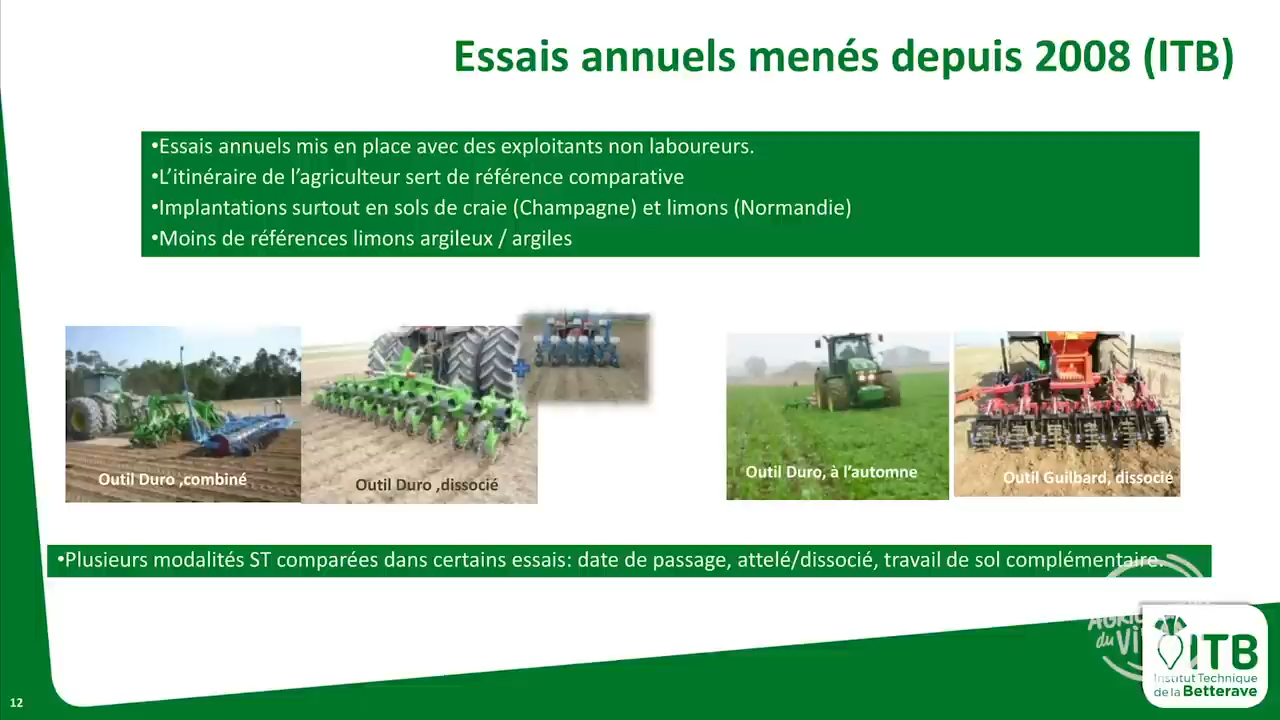 Essais annuels menés depuis 2008 (ITB)
•Essais annuels mis en place avec des exploitants non laboureurs.
•L’itinéraire de l’agriculteur sert de référence comparative
•Implantations surtout en sols de craie (Champagne) et limons (Normandie)
•Moins de références limons argileux / argiles
Outil Duro ,combiné
Outil Duro ,dissocié
Outil Duro, à l’automne
Outil Guilbard, dissocié
•Plusieurs modalités ST comparées dans certains essais: date de passage, attelé/dissocié, travail de sol complémentaire.
du
ITB
Institut Technique
de la Betterave
12